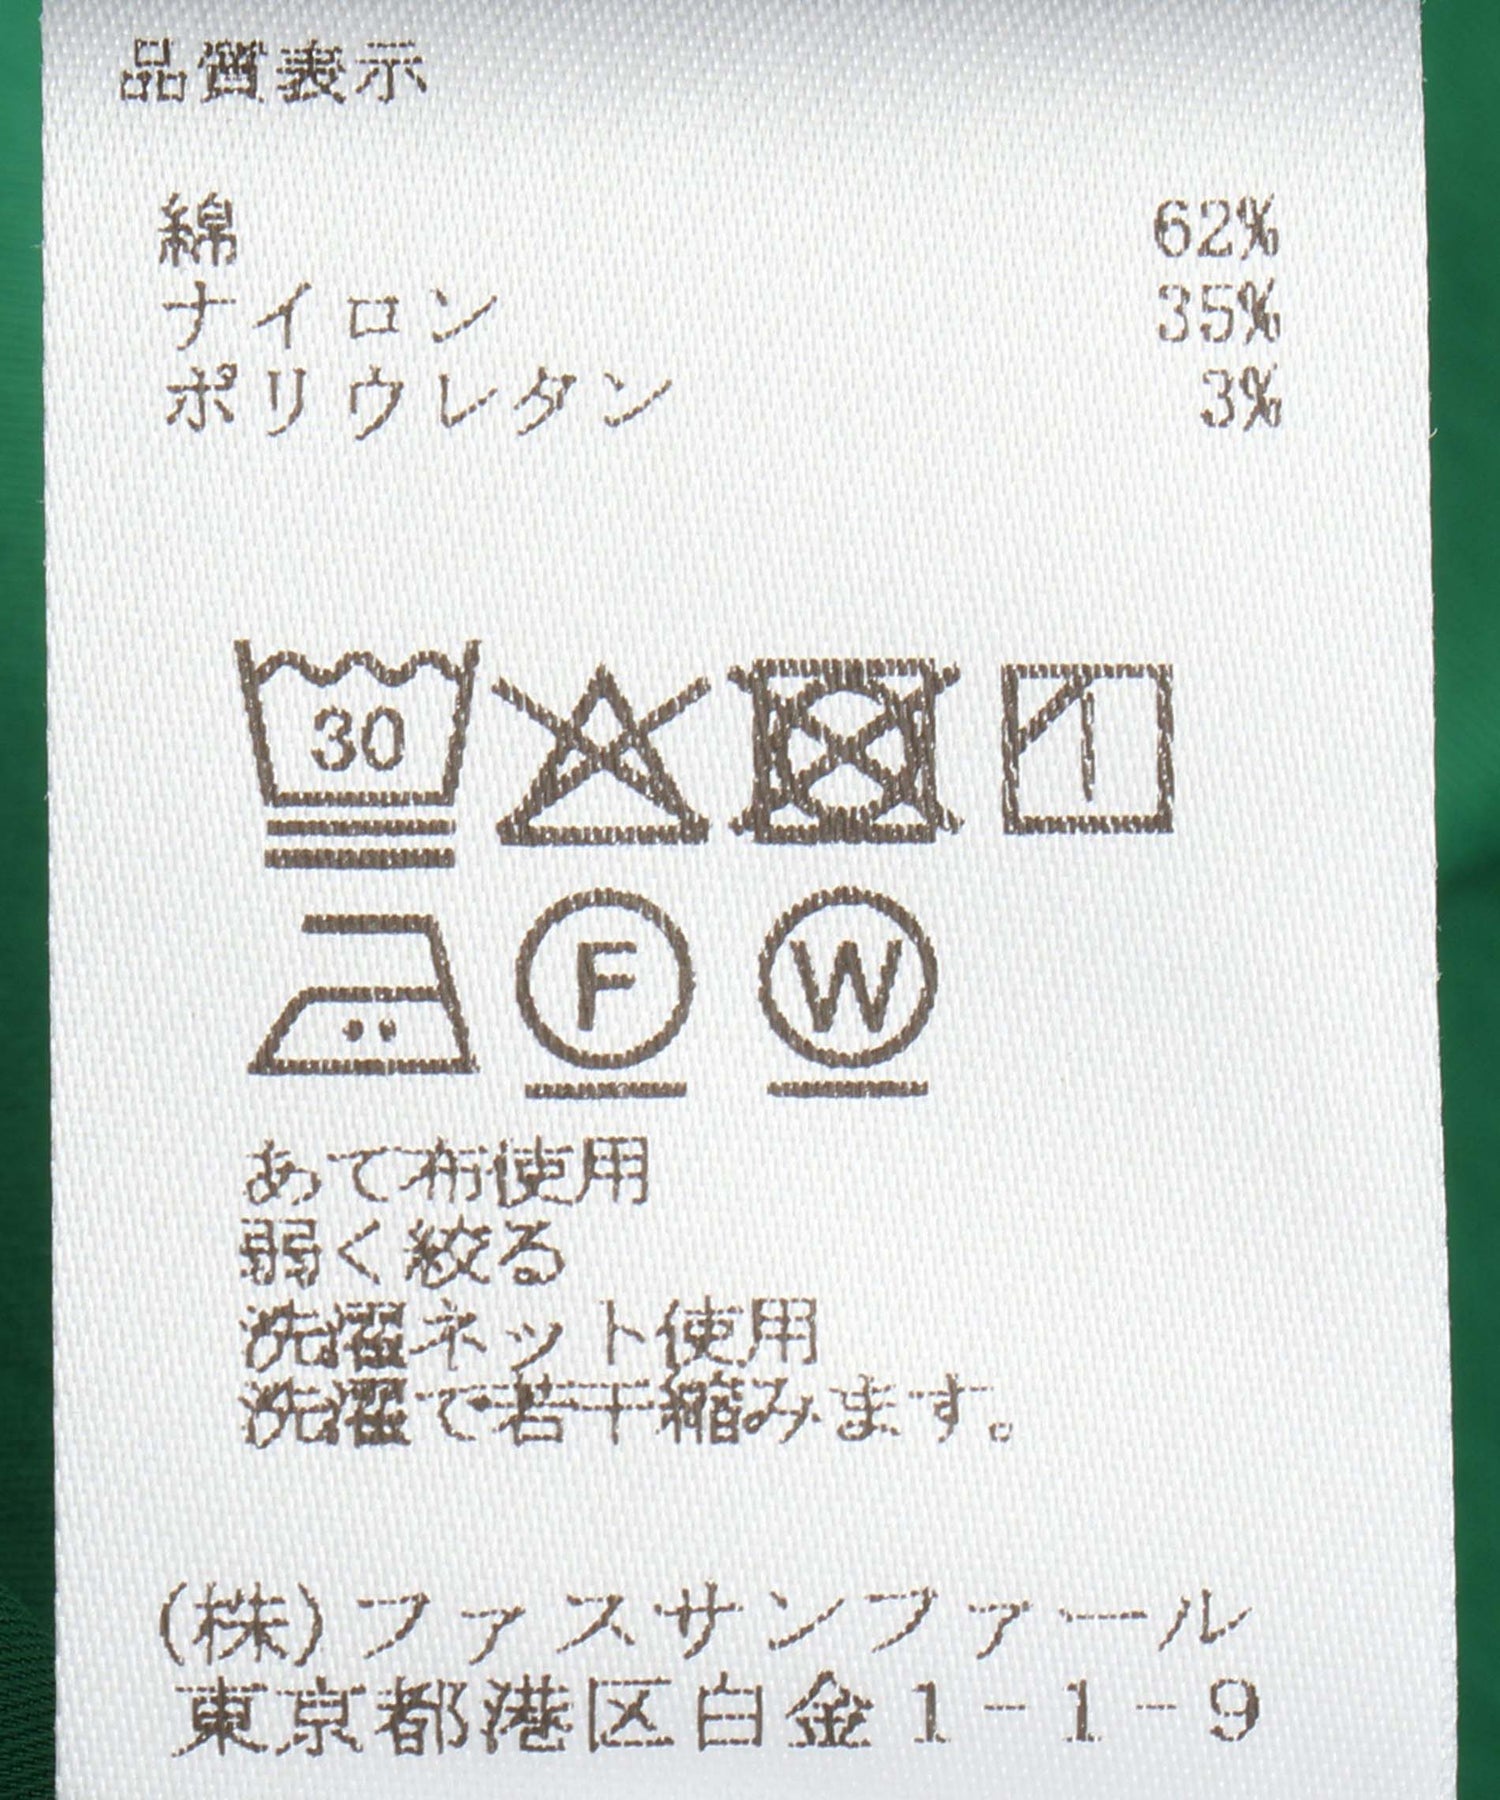 品質表示
綿 62%
ナイロン 35%
ポリウレタン 3%
30
F W
あて布使用
弱く絞る
洗濯ネット使用
洗濯で若干縮みます。
(株)ファスサンファール
東京都港区白金1-1-9